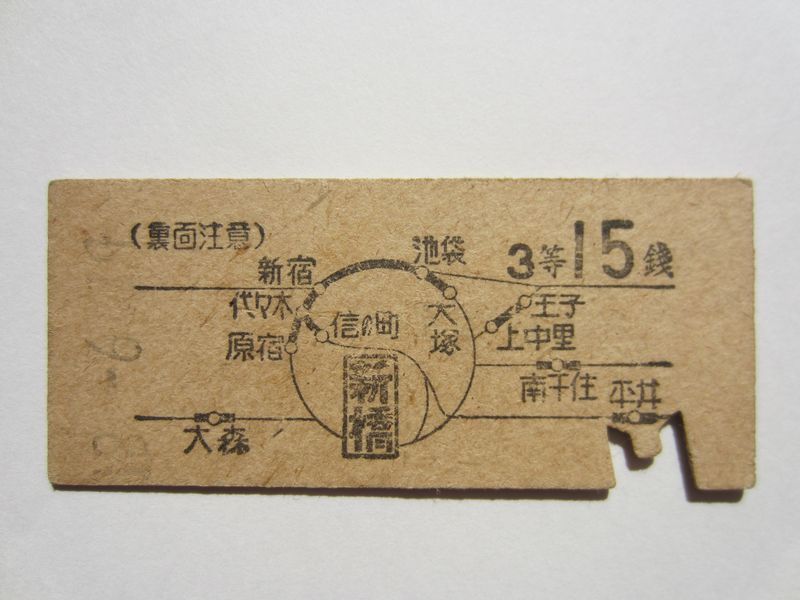 (裏面注意)
3等15銭
池袋
新宿
代々木
信の町
大塚
王子
上中里
原宿
新橋
南千住
平井
大森